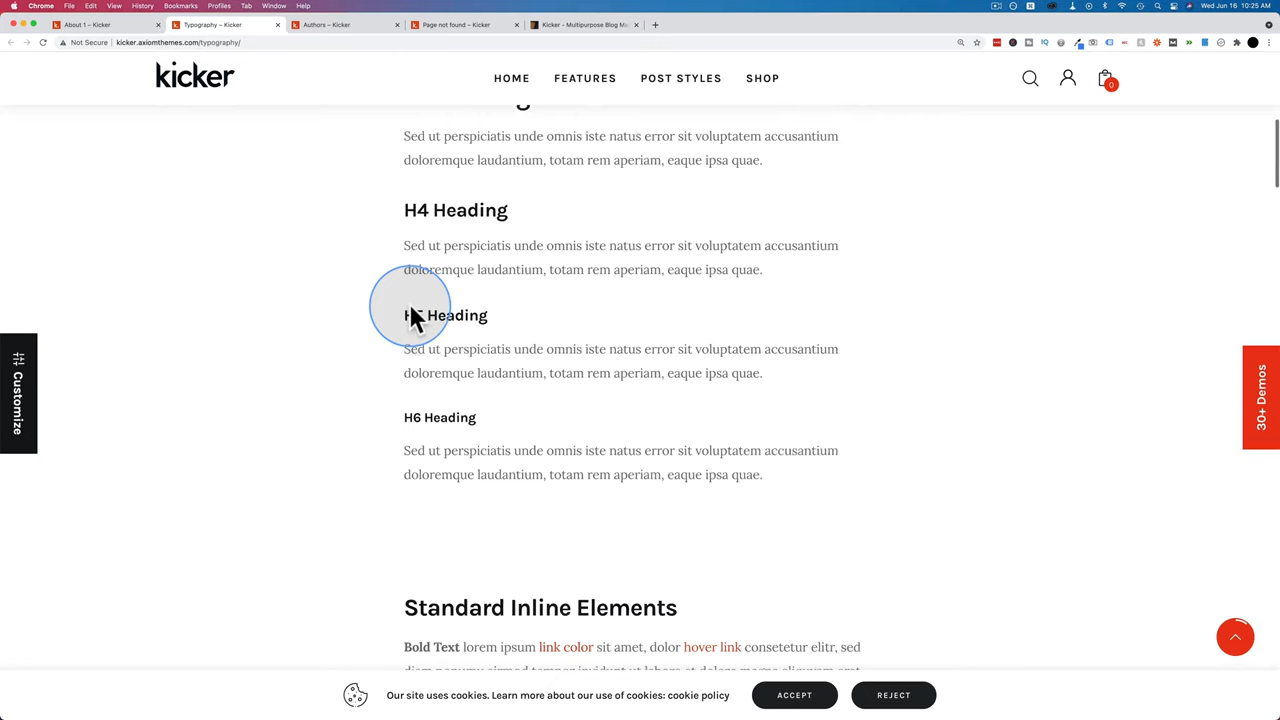 Chrome File Edit View History Bookmarks Profiles Tab Window Help
Wed Jun 16 10:25 AM
About 1 – Kicker
Typography – Kicker
Authors – Kicker
Page not found – Kicker
Kicker - Multipurpose Blog Ma
Not Secure kicker.axiomthemes.com/typography/
kicker
HOME FEATURES POST STYLES SHOP
0
Sed ut perspiciatis unde omnis iste natus error sit voluptatem accusantium
doloremque laudantium, totam rem aperiam, eaque ipsa quae.
H4 Heading
Sed ut perspiciatis unde omnis iste natus error sit voluptatem accusantium
doloremque laudantium, totam rem aperiam, eaque ipsa quae.
Heading
Sed ut perspiciatis unde omnis iste natus error sit voluptatem accusantium
doloremque laudantium, totam rem aperiam, eaque ipsa quae.
H6 Heading
Sed ut perspiciatis unde omnis iste natus error sit voluptatem accusantium
doloremque laudantium, totam rem aperiam, eaque ipsa quae.
Customize
30+ Demos
Standard Inline Elements
Bold Text lorem ipsum link color sit amet, dolor hover link consetetur elitr, sed
Our site uses cookies. Learn more about our use of cookies: cookie policy
ACCEPT
REJECT